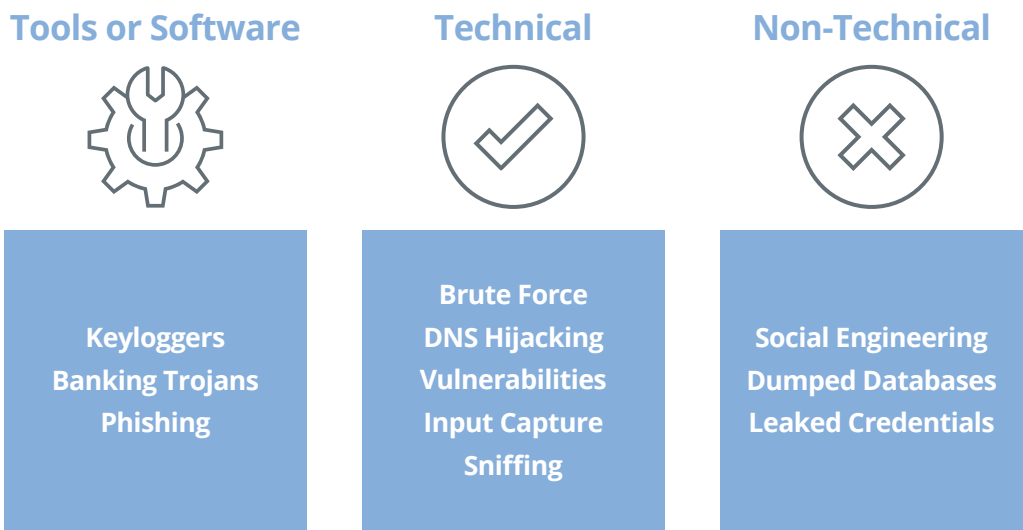 Tools or Software
Technical
Non-Technical
Keyloggers
Banking Trojans
Phishing
Brute Force
DNS Hijacking
Vulnerabilities
Input Capture
Sniffing
Social Engineering
Dumped Databases
Leaked Credentials